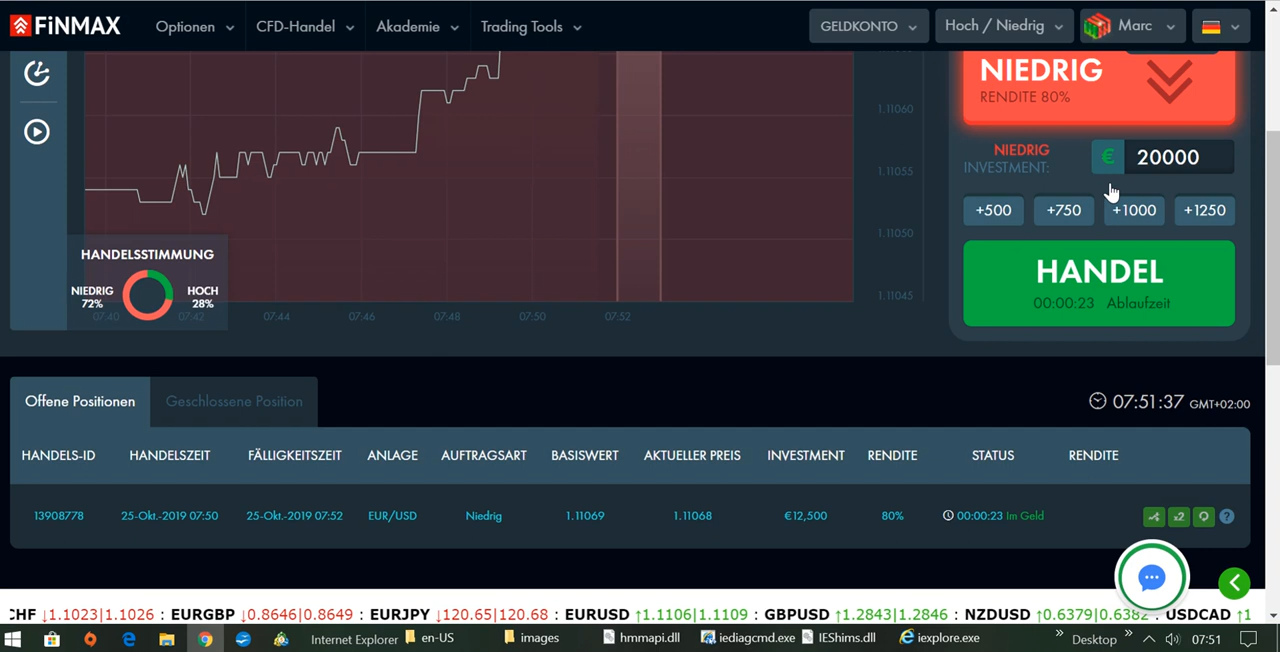 FiNMAX Optionen CFD-Handel Akademie Trading Tools GELDKONTO Hoch / Niedrig Marc
NIEDRIG
RENDITE 80%
1.11060
NIEDRIG
INVESTMENT:
€ 20000
1.11055
+500 +750 +1000 +1250
1.11050
HANDELSSTIMMUNG
NIEDRIG
72%
HOCH
28%
HANDEL
00:00:23 Ablaufzeit
1.11045
07:40 07:42 07:44 07:46 07:48 07:50 07:52
Offene Positionen Geschlossene Position
07:51:37 GMT+02:00
HANDELS-ID HANDELSZEIT FÄLLIGKEITSZEIT ANLAGE AUFTRAGSART BASISWERT AKTUELLER PREIS INVESTMENT RENDITE STATUS RENDITE
13908778 25-Okt.-2019 07:50 25-Okt.-2019 07:52 EUR/USD Niedrig 1.11069 1.11068 €12,500 80% 00:00:23 Im Geld x2 ?
CHF ↓1.1023|1.1026 : EURGBP ↓0.8646|0.8649 : EURJPY ↓120.65|120.68 : EURUSD ↑1.1106|1.1109 : GBPUSD ↑1.2843|1.2846 : NZDUSD ↑0.6379|0.6382 : USDCAD ↑1
Internet Explorer en-US images hmmapi.dll iediagcmd.exe IEShims.dll iexplore.exe » Desktop » 07:51